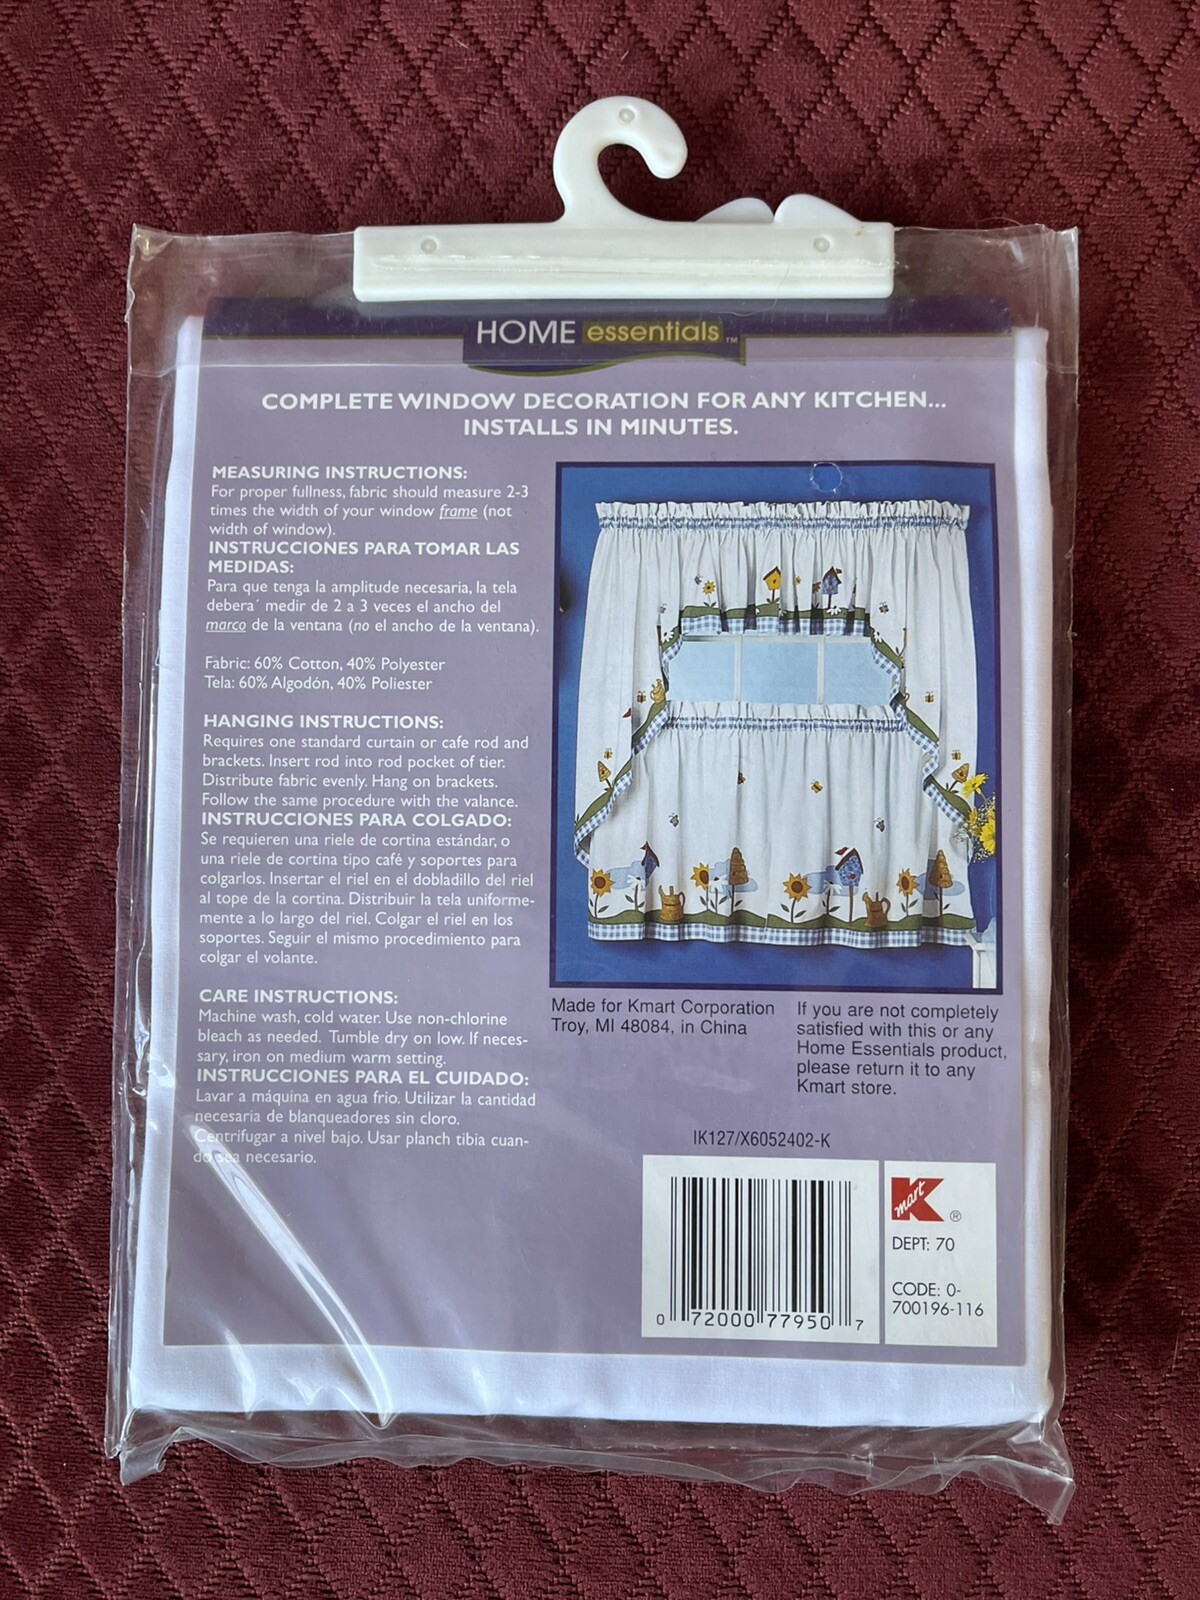 HOME essentials™
COMPLETE WINDOW DECORATION FOR ANY KITCHEN...
INSTALLS IN MINUTES.
MEASURING INSTRUCTIONS:
For proper fullness, fabric should measure 2-3
times the width of your window frame (not
width of window).
INSTRUCCIONES PARA TOMAR LAS
MEDIDAS:
Para que tenga la amplitude necesaria, la tela
debera´ medir de 2 a 3 veces el ancho del
marco de la ventana (no el ancho de la ventana).
Fabric: 60% Cotton, 40% Polyester
Tela: 60% Algodón, 40% Poliester
HANGING INSTRUCTIONS:
Requires one standard curtain or cafe rod and
brackets. Insert rod into rod pocket of tier.
Distribute fabric evenly. Hang on brackets.
Follow the same procedure with the valance.
INSTRUCCIONES PARA COLGADO:
Se requieren una riele de cortina estándar, o
una riele de cortina tipo café y soportes para
colgarlos. Insertar el riel en el dobladillo del riel
al tope de la cortina. Distribuir la tela uniforme-
mente a lo largo del riel. Colgar el riel en los
soportes. Seguir el mismo procedimiento para
colgar el volante.
CARE INSTRUCTIONS:
Machine wash, cold water. Use non-chlorine
bleach as needed. Tumble dry on low. If neces-
sary, iron on medium warm setting.
INSTRUCCIONES PARA EL CUIDADO:
Lavar a máquina en agua frio. Utilizar la cantidad
necesaria de blanqueadores sin cloro.
Centrifugar a nivel bajo. Usar planch tibia cuan-
do sea necesario.
Made for Kmart Corporation
Troy, MI 48084, in China
If you are not completely
satisfied with this or any
Home Essentials product,
please return it to any
Kmart store.
IK127/X6052402-K
0 72000 77950 7
Kmart®
DEPT: 70
CODE: 0-
700196-116